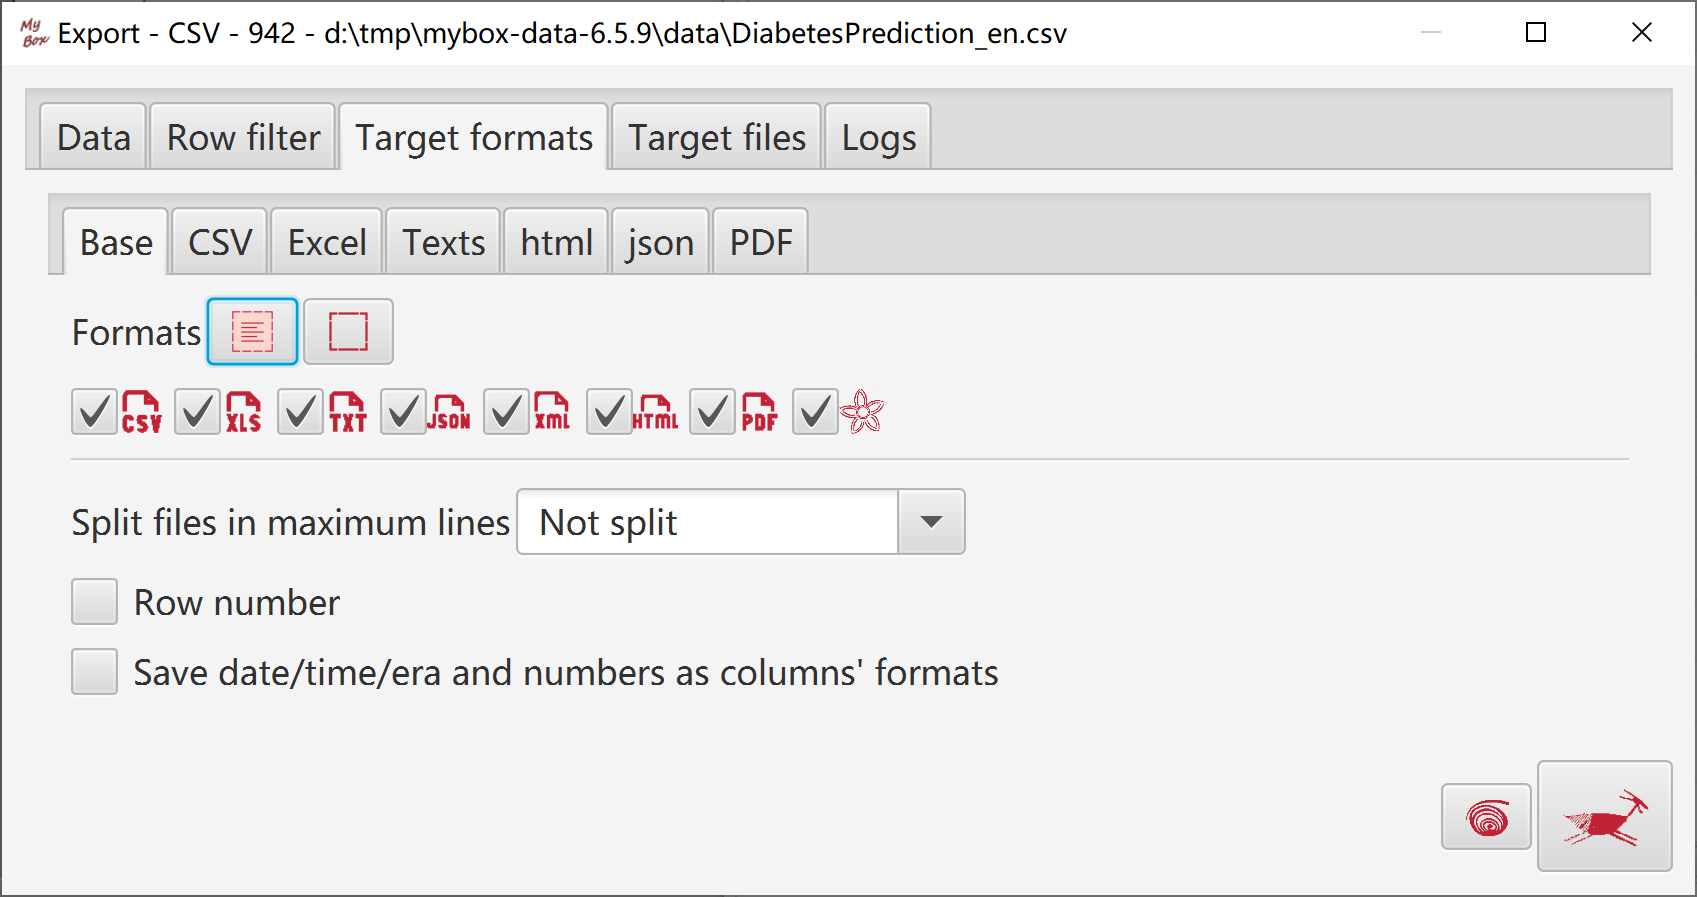 My Box Export - CSV - 942 - d:\tmp\mybox-data-6.5.9\data\DiabetesPrediction_en.csv
Data Row filter Target formats Target files Logs
Base CSV Excel Texts html json PDF
Formats
CSV XLS TXT JSON XML HTML PDF
Split files in maximum lines Not split
Row number
Save date/time/era and numbers as columns' formats